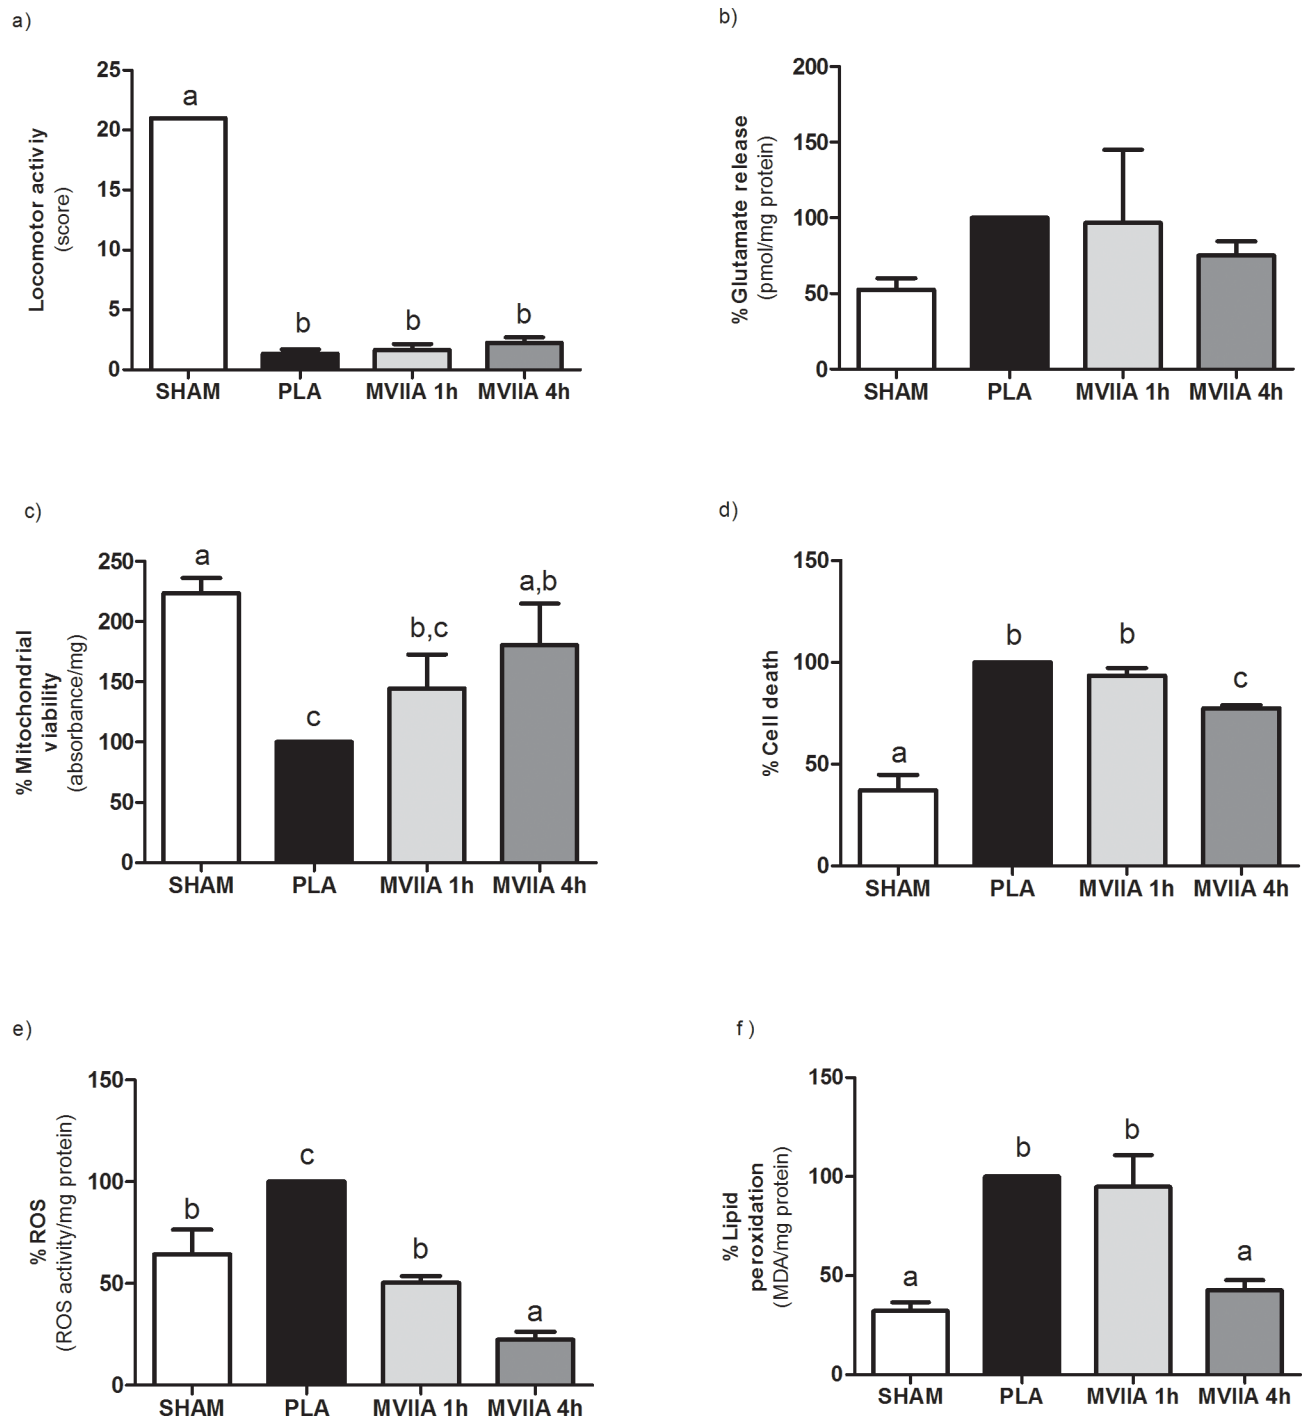 a)
Locomotor activiy
(score)
25
20
15
10
5
0
a
b
b
b
SHAM PLA MVIIA 1h MVIIA 4h
b)
% Glutamate release
(pmol/mg protein)
200
150
100
50
0
SHAM PLA MVIIA 1h MVIIA 4h
c)
% Mitochondrial
viability
(absorbance/mg)
250
200
150
100
50
0
a
c
b,c
a,b
SHAM PLA MVIIA 1h MVIIA 4h
d)
% Cell death
150
100
50
0
a
b
b
c
SHAM PLA MVIIA 1h MVIIA 4h
e)
% ROS
(ROS activity/mg protein)
150
100
50
0
b
c
b
a
SHAM PLA MVIIA 1h MVIIA 4h
f)
% Lipid
peroxidation
(MDA/mg protein)
150
100
50
0
a
b
b
a
SHAM PLA MVIIA 1h MVIIA 4h